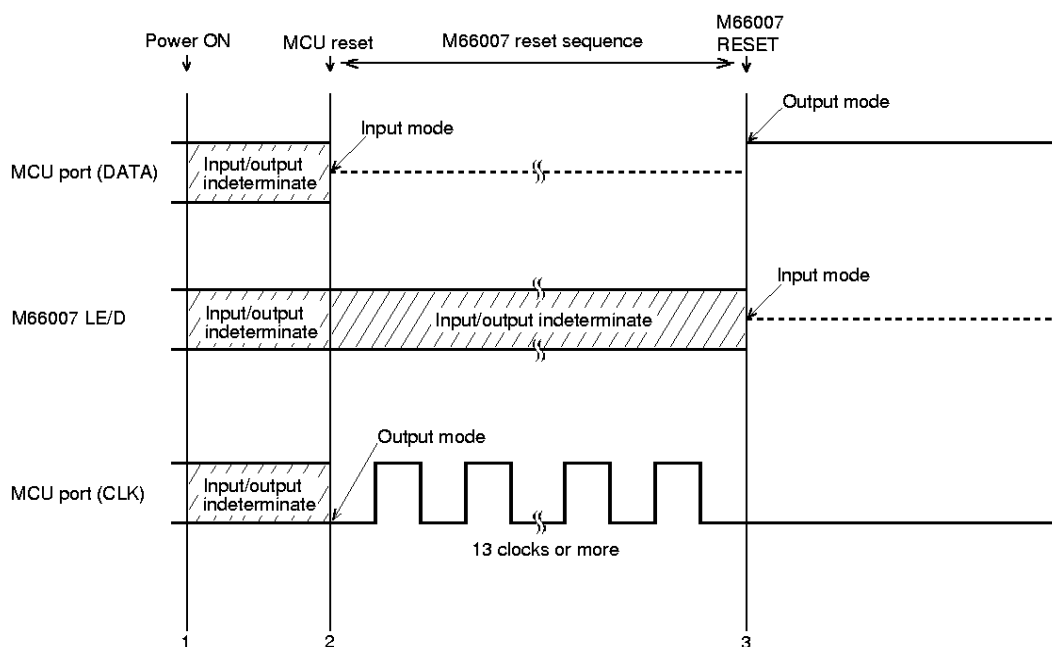 Power ON
MCU reset
M66007 reset sequence
M66007
RESET
Output mode
Input mode
MCU port (DATA)
Input/output
indeterminate
Input mode
M66007 LE/D
Input/output
indeterminate
Input/output indeterminate
Output mode
MCU port (CLK)
Input/output
indeterminate
13 clocks or more
1
2
3